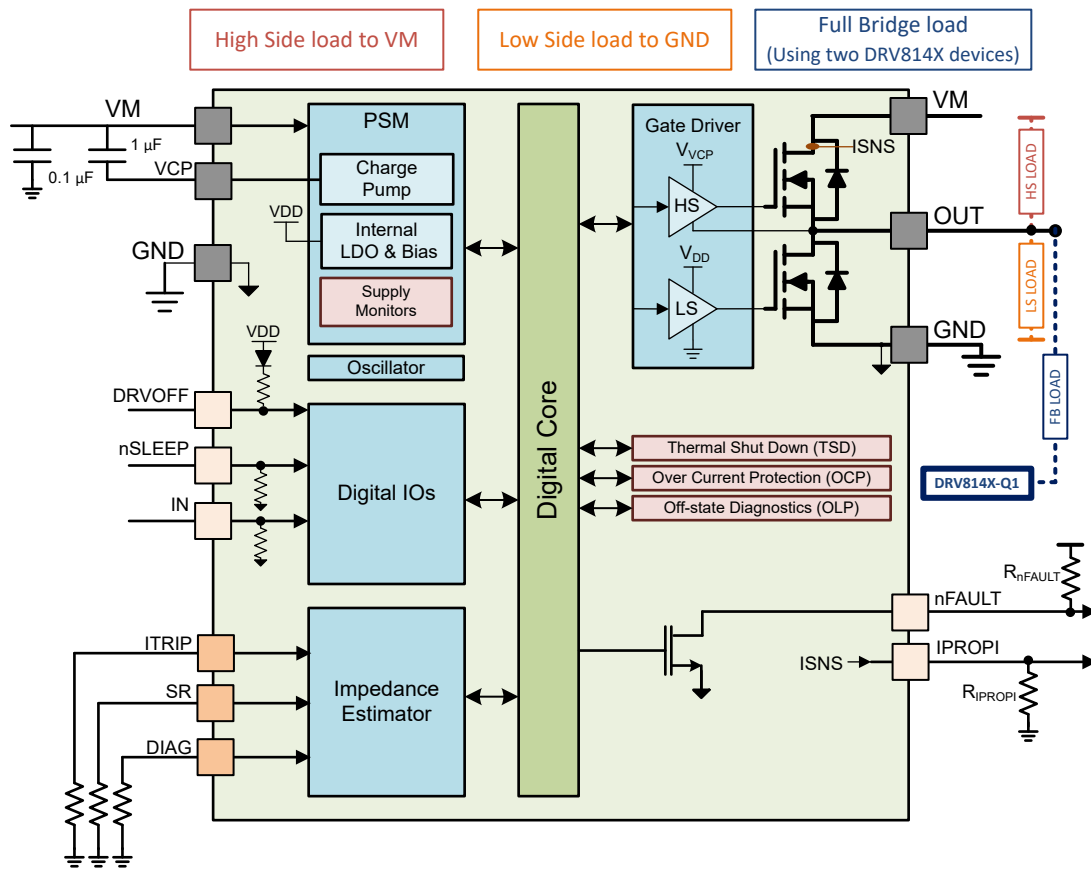 High Side load to VM
Low Side load to GND
Full Bridge load
(Using two DRV814X devices)
VM
1 µF
0.1 µF
VCP
GND
PSM
Charge
Pump
VDD
Internal
LDO & Bias
Supply
Monitors
Oscillator
VDD
DRVOFF
nSLEEP
IN
Digital IOs
ITRIP
SR
DIAG
Impedance
Estimator
Digital Core
Gate Driver
VVCP
HS
VDD
LS
ISNS
VM
OUT
GND
HS LOAD
LS LOAD
FB LOAD
DRV814X-Q1
Thermal Shut Down (TSD)
Over Current Protection (OCP)
Off-state Diagnostics (OLP)
RnFAULT
nFAULT
IPROPI
ISNS
RIPROPI